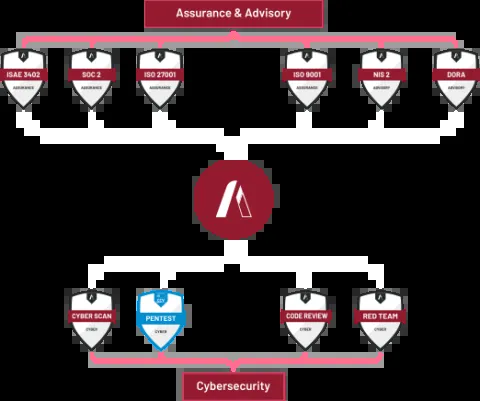 Assurance & Advisory
ISAE 3402
ASSURANCE
SOC 2
ASSURANCE
ISO 27001
ASSURANCE
ISO 9001
ASSURANCE
NIS 2
ADVISORY
DORA
ADVISORY
CYBER SCAN
CYBER
PENTEST
CYBER
CODE REVIEW
CYBER
RED TEAM
CYBER
Cybersecurity